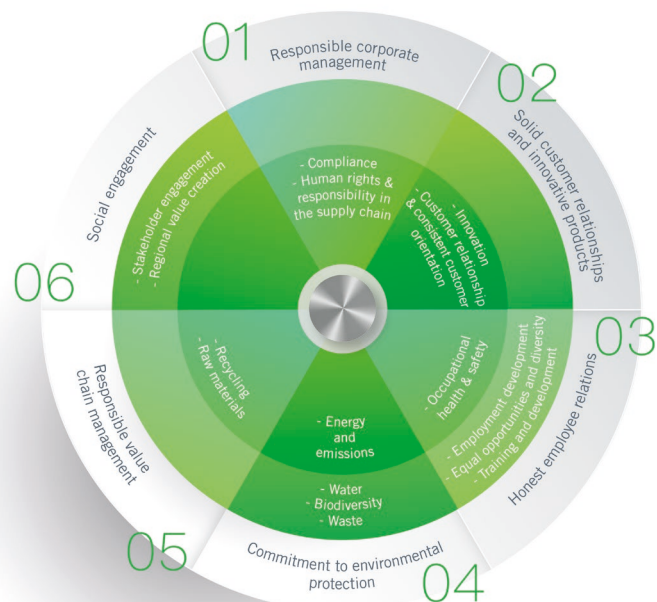 01
Responsible corporate
management
- Compliance
- Human rights &
responsibility in
the supply chain
02
Solid customer relationships
and innovative products
- Innovation
- Customer relationship
& consistent customer
orientation
03
Honest employee relations
- Occupational
health & safety
- Employment development
- Equal opportunities and diversity
- Training and development
04
Commitment to environmental
protection
- Energy
and
emissions
- Water
- Biodiversity
- Waste
05
Responsible value
chain management
- Recycling
- Raw materials
06
Social engagement
- Stakeholder engagement
- Regional value creation